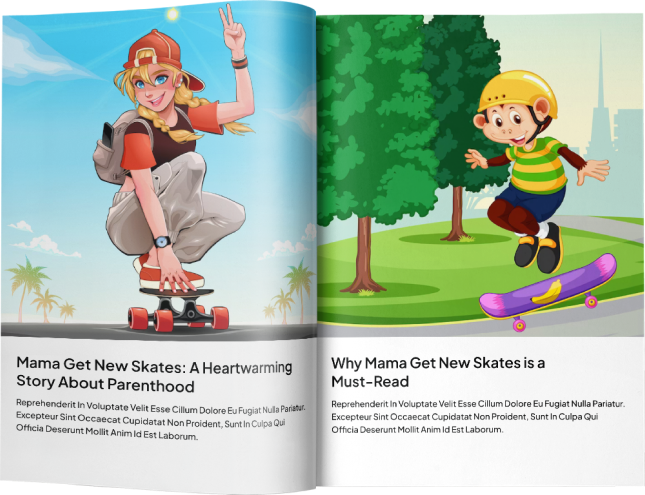 Mama Get New Skates: A Heartwarming
Story About Parenthood
Reprehenderit In Voluptate Velit Esse Cillum Dolore Eu Fugiat Nulla Pariatur.
Excepteur Sint Occaecat Cupidatat Non Proident, Sunt In Culpa Qui
Officia Deserunt Mollit Anim Id Est Laborum.
Why Mama Get New Skates is a
Must-Read
Reprehenderit In Voluptate Velit Esse Cillum Dolore Eu Fugiat Nulla Pariatur.
Excepteur Sint Occaecat Cupidatat Non Proident, Sunt In Culpa Qui
Officia Deserunt Mollit Anim Id Est Laborum.